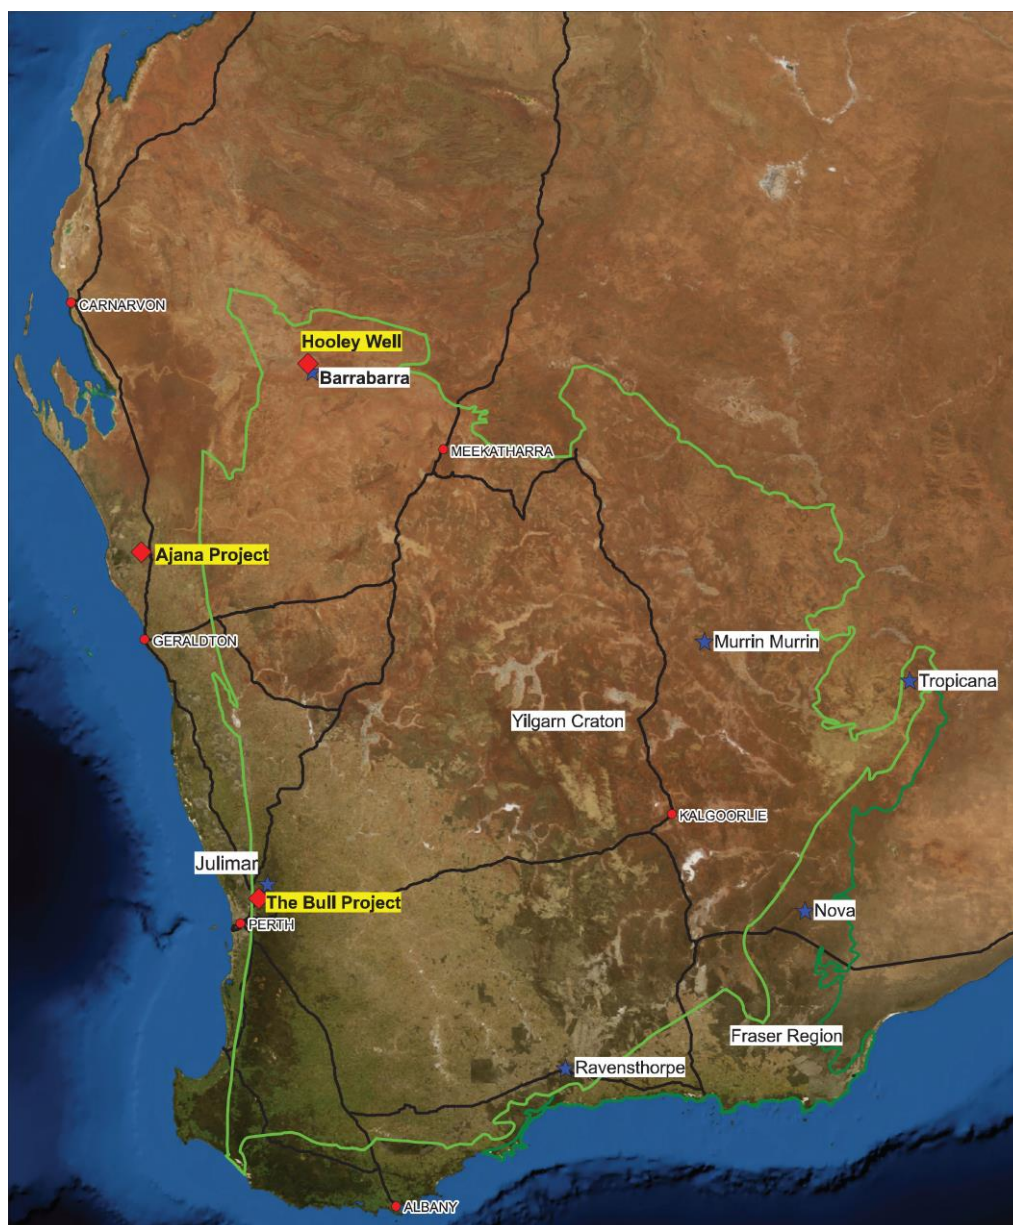 CARNARVON
Hooley Well
Barrabarra
MEEKATHARRA
Ajana Project
GERALDTON
Murrin Murrin
Tropicana
Yilgarn Craton
KALGOORLIE
Julimar
The Bull Project
Nova
PERTH
Fraser Region
Ravensthorpe
ALBANY